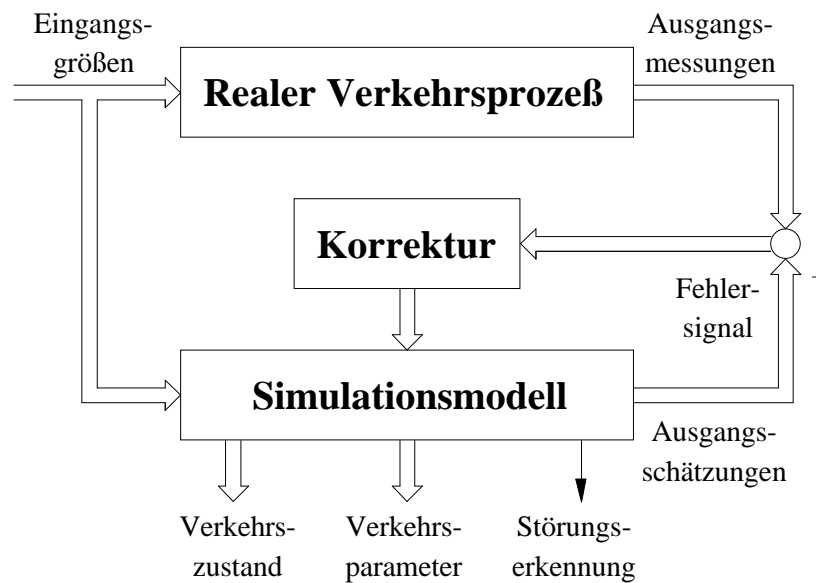 Eingangs-
größen
Realer Verkehrsprozeß
Ausgangs-
messungen
Korrektur
Fehler-
signal
-
Simulationsmodell
Ausgangs-
schätzungen
Verkehrs-
zustand
Verkehrs-
parameter
Störungs-
erkennung